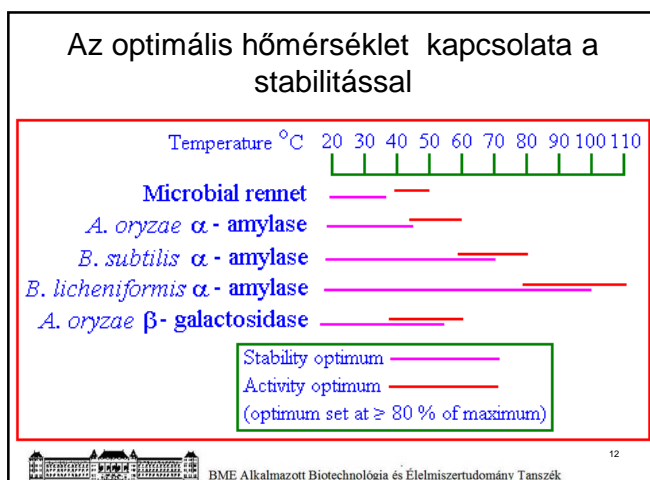 Az optimális hőmérséklet kapcsolata a
stabilitással
Temperature °C 20 30 40 50 60 70 80 90 100 110
Microbial rennet
A. oryzae α - amylase
B. subtilis α - amylase
B. licheniformis α - amylase
A. oryzae β - galactosidase
Stability optimum
Activity optimum
(optimum set at ≥ 80 % of maximum)
12
BME Alkalmazott Biotechnológia és Élelmiszertudomány Tanszék